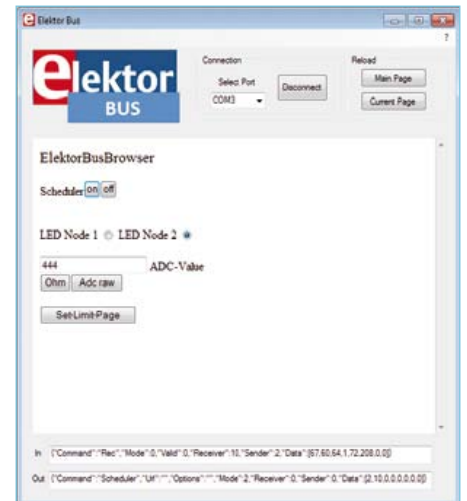 Elektor Bus
?
elektor
BUS
Connection
Select Port
COM3
Disconnect
Reload
Main Page
Current Page
ElektorBusBrowser
Scheduler on off
LED Node 1 LED Node 2
444 ADC-Value
Ohm Adc raw
Set-Limit-Page
In {"Command":"Rec","Mode":0,"Valid":0,"Receiver":10,"Sender":2,"Data":[67,60,64,1,72,208,0,0]}
Out {"Command":"Scheduler","Url":"","Options":"","Mode":2,"Receiver":0,"Sender":0,"Data":[2,10,0,0,0,0,0,0]}